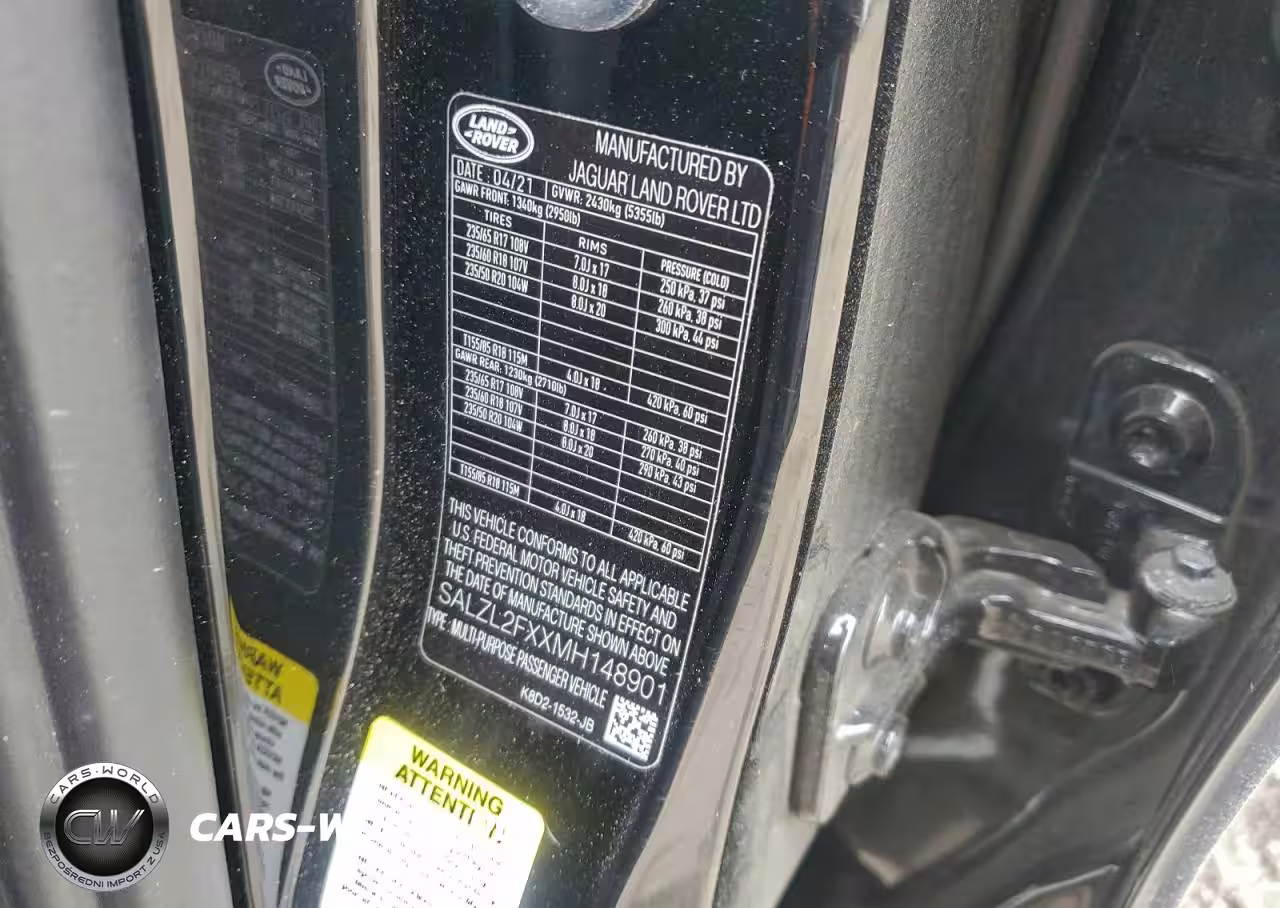 LAND ROVER
MANUFACTURED BY
JAGUAR LAND ROVER LTD
DATE : 04/21 GVWR: 2430kg (5355lb)
GAWR FRONT: 1340kg (2950lb)
TIRES RIMS PRESSURE (COLD)
235/65 R17 108V 7.0J x 17 250 kPa, 37 psi
235/60 R18 107V 8.0J x 18 260 kPa, 38 psi
235/50 R20 104W 8.0J x 20 300 kPa, 44 psi
T155/85 R18 115M 4.0J x 18 420 kPa, 60 psi
GAWR REAR: 1230kg (2710lb)
235/65 R17 108V 7.0J x 17 260 kPa, 38 psi
235/60 R18 107V 8.0J x 18 270 kPa, 40 psi
235/50 R20 104W 8.0J x 20 290 kPa, 43 psi
T155/85 R18 115M 4.0J x 18 420 kPa, 60 psi
THIS VEHICLE CONFORMS TO ALL APPLICABLE
U.S. FEDERAL MOTOR VEHICLE SAFETY AND
THEFT PREVENTION STANDARDS IN EFFECT ON
THE DATE OF MANUFACTURE SHOWN ABOVE
SALZL2FXXMH148901
TYPE: MULTI-PURPOSE PASSENGER VEHICLE
K8D2-1532-JB
WARNING
ATTENTION
CARS-WORLD
CW
BEZPOŚREDNI IMPORT Z USA
CARS-W